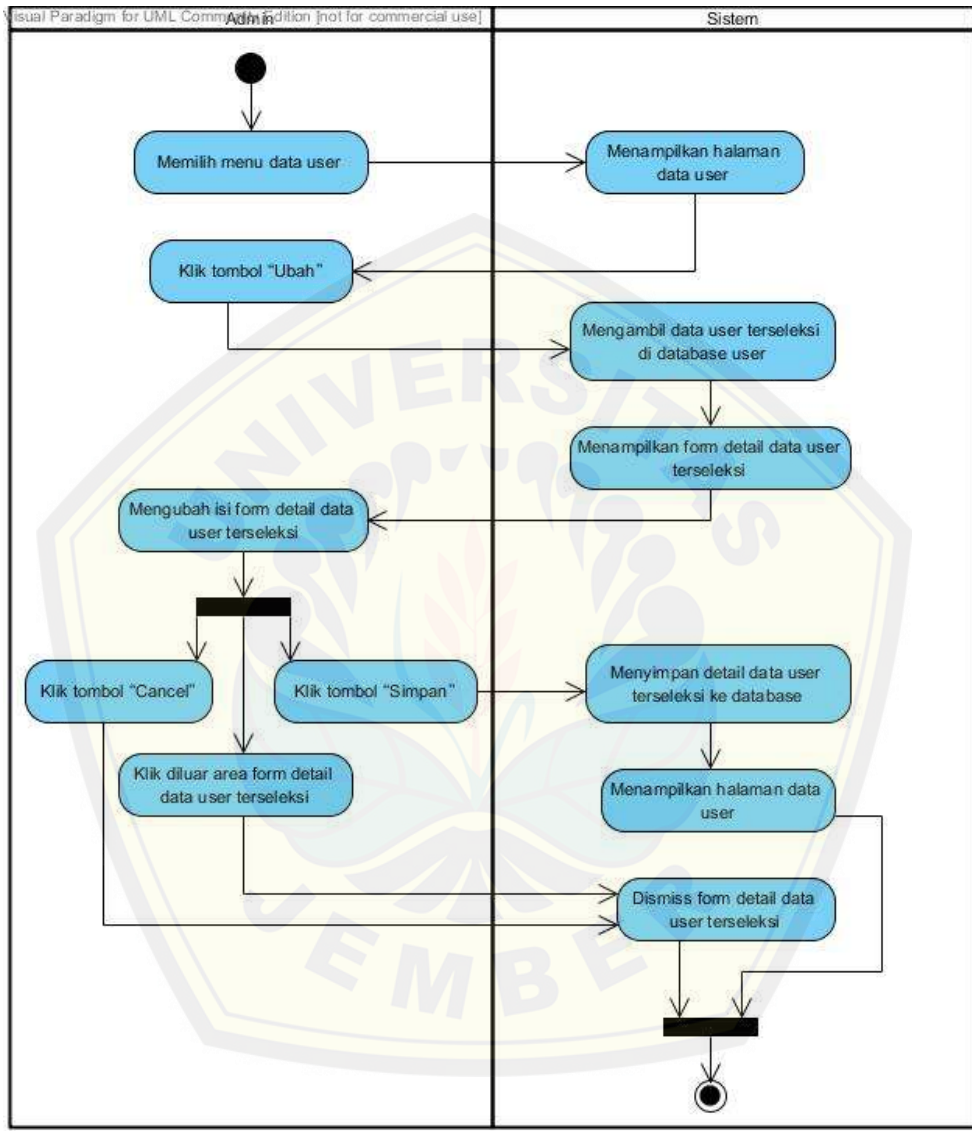 Visual Paradigm for UML Community Edition [not for commercial use]
Admin
Sistem
Memilih menu data user
Menampilkan halaman
data user
Klik tombol “Ubah”
Mengambil data user terseleksi
di database user
Menampilkan form detail data user
terseleksi
Mengubah isi form detail data
user terseleksi
Klik tombol “Cancel”
Klik tombol “Simpan”
Menyimpan detail data user
terseleksi ke database
Klik diluar area form detail
data user terseleksi
Menampilkan halaman data
user
Dismiss form detail data
user terseleksi
UNIVERSITAS
JEMBER